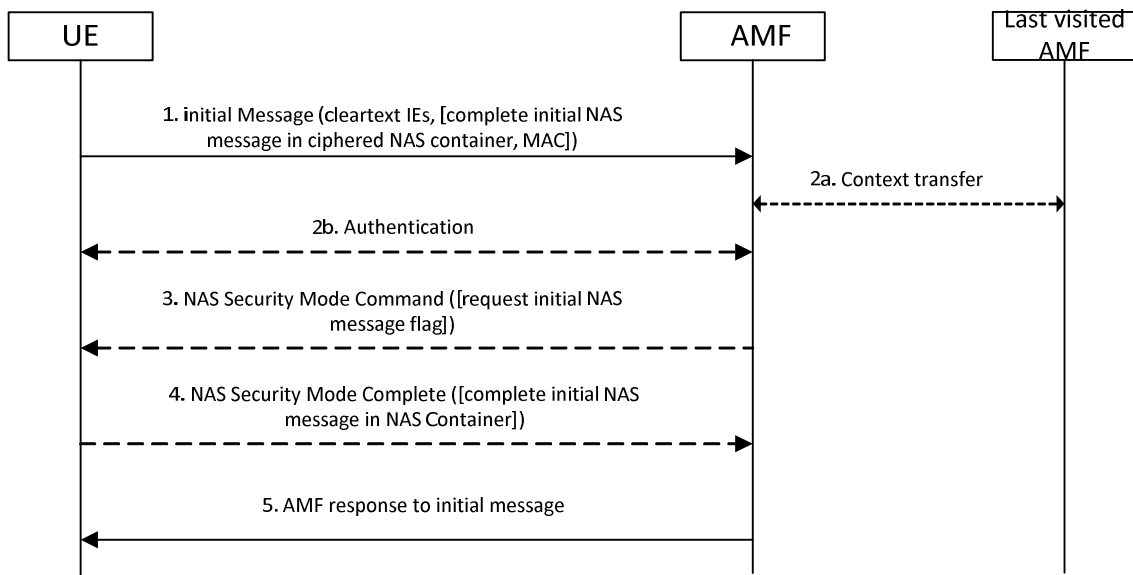 UE
AMF
Last visited
AMF
1. initial Message (cleartext IEs, [complete initial NAS
message in ciphered NAS container, MAC])
2a. Context transfer
2b. Authentication
3. NAS Security Mode Command ([request initial NAS
message flag])
4. NAS Security Mode Complete ([complete initial NAS
message in NAS Container])
5. AMF response to initial message